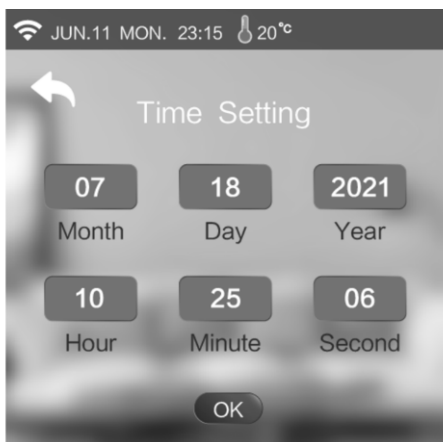 JUN.11 MON. 23:15 20°C
Time Setting
07 18 2021
Month Day Year
10 25 06
Hour Minute Second
OK